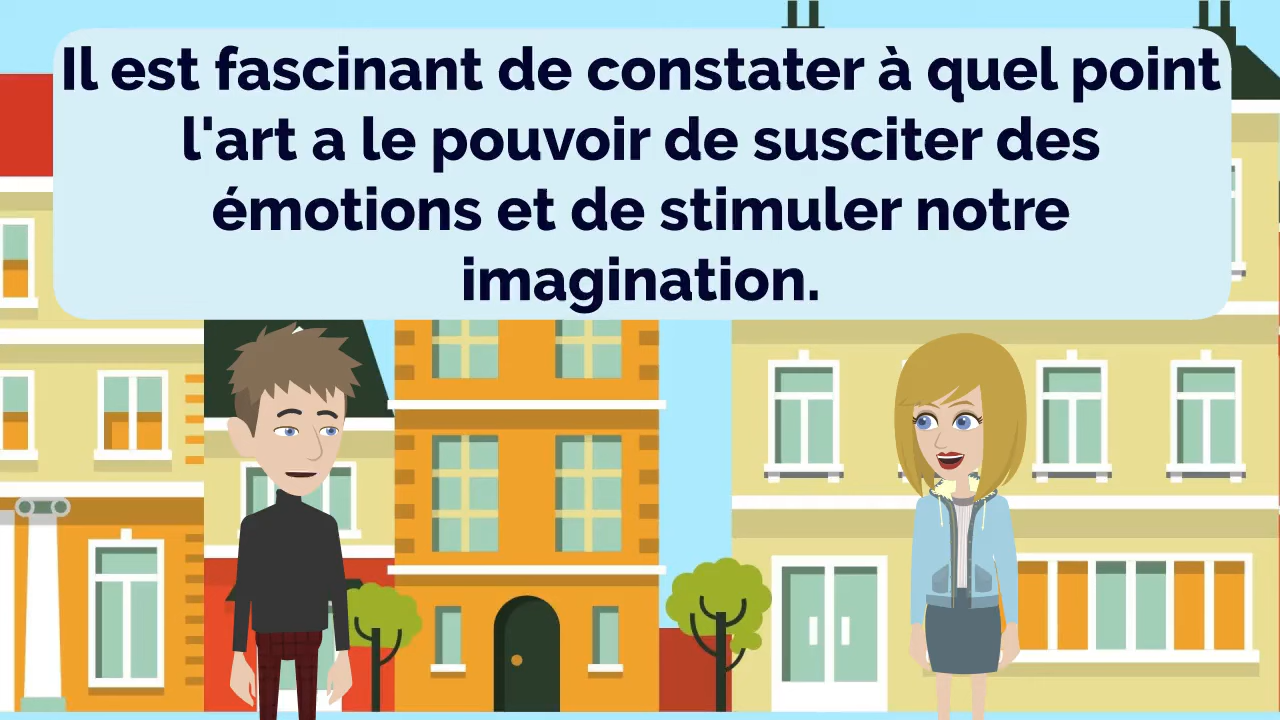 Il est fascinant de constater à quel point
l'art a le pouvoir de susciter des
émotions et de stimuler notre
imagination.